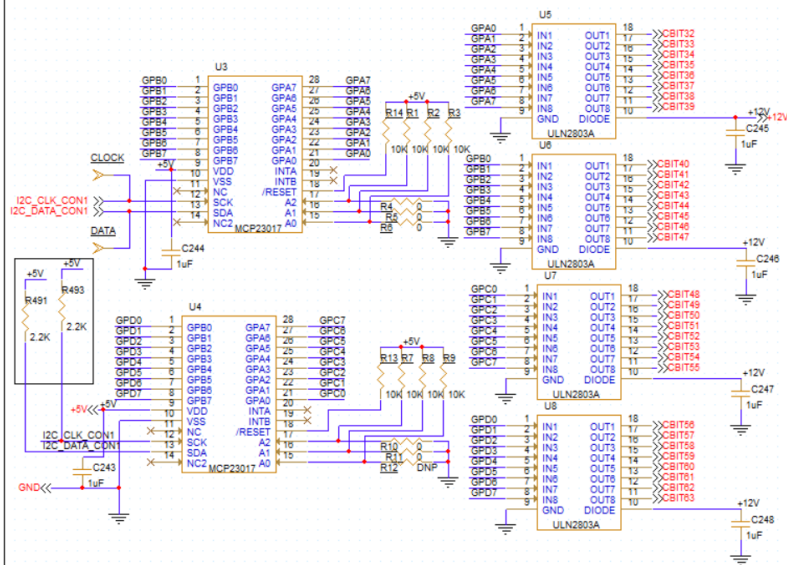 U5
GPA0 1 IN1 OUT1 18 CBIT32
GPA1 2 IN2 OUT2 17 CBIT33
GPA2 3 IN3 OUT3 16 CBIT34
GPA3 4 IN4 OUT4 15 CBIT35
GPA4 5 IN5 OUT5 14 CBIT36
GPA5 6 IN6 OUT6 13 CBIT37
GPA6 7 IN7 OUT7 12 CBIT38
GPA7 8 IN8 OUT8 11 CBIT39
9 GND DIODE 10 +12V +12V
ULN2803A
C245
1uF
U3
GPB0 1 GPB0 GPA7 28 GPA7
GPB1 2 GPB1 GPA6 27 GPA6
GPB2 3 GPB2 GPA5 26 GPA5
GPB3 4 GPB3 GPA4 25 GPA4
GPB4 5 GPB4 GPA3 24 GPA3
GPB5 6 GPB5 GPA2 23 GPA2
GPB6 7 GPB6 GPA1 22 GPA1
GPB7 8 GPB7 GPA0 21 GPA0
+5V 9 VDD INTA 20
10 VSS INTB 19
11 NC /RESET 18
I2C_CLK_CON1 12 SCK A2 17
I2C_DATA_CON1 13 SDA A1 16
14 NC2 A0 15
MCP23017
CLOCK
DATA
C244
1uF
+5V
R14 R1 R2 R3
10K 10K 10K 10K
R4 0
R5 0
R6 0
U6
GPB0 1 IN1 OUT1 18 CBIT40
GPB1 2 IN2 OUT2 17 CBIT41
GPB2 3 IN3 OUT3 16 CBIT42
GPB3 4 IN4 OUT4 15 CBIT43
GPB4 5 IN5 OUT5 14 CBIT44
GPB5 6 IN6 OUT6 13 CBIT45
GPB6 7 IN7 OUT7 12 CBIT46
GPB7 8 IN8 OUT8 11 CBIT47
9 GND DIODE 10 +12V
ULN2803A
C246
1uF
+5V +5V
R491 R493
2.2K 2.2K
U4
GPD0 1 GPB0 GPA7 28 GPC7
GPD1 2 GPB1 GPA6 27 GPC6
GPD2 3 GPB2 GPA5 26 GPC5
GPD3 4 GPB3 GPA4 25 GPC4
GPD4 5 GPB4 GPA3 24 GPC3
GPD5 6 GPB5 GPA2 23 GPC2
GPD6 7 GPB6 GPA1 22 GPC1
GPD7 8 GPB7 GPA0 21 GPC0
+5V +5V 9 VDD INTA 20
10 VSS INTB 19
11 NC /RESET 18
I2C_CLK_CON1 12 SCK A2 17
I2C_DATA_CON1 13 SDA A1 16
14 NC2 A0 15
MCP23017
C243
1uF
GND
+5V
R13 R7 R8 R9
10K 10K 10K 10K
R10 0
R11 0
R12 DNP
U7
GPC0 1 IN1 OUT1 18 CBIT48
GPC1 2 IN2 OUT2 17 CBIT49
GPC2 3 IN3 OUT3 16 CBIT50
GPC3 4 IN4 OUT4 15 CBIT51
GPC4 5 IN5 OUT5 14 CBIT52
GPC5 6 IN6 OUT6 13 CBIT53
GPC6 7 IN7 OUT7 12 CBIT54
GPC7 8 IN8 OUT8 11 CBIT55
9 GND DIODE 10 +12V
ULN2803A
C247
1uF
U8
GPD0 1 IN1 OUT1 18 CBIT56
GPD1 2 IN2 OUT2 17 CBIT57
GPD2 3 IN3 OUT3 16 CBIT58
GPD3 4 IN4 OUT4 15 CBIT59
GPD4 5 IN5 OUT5 14 CBIT60
GPD5 6 IN6 OUT6 13 CBIT61
GPD6 7 IN7 OUT7 12 CBIT62
GPD7 8 IN8 OUT8 11 CBIT63
9 GND DIODE 10 +12V
ULN2803A
C248
1uF